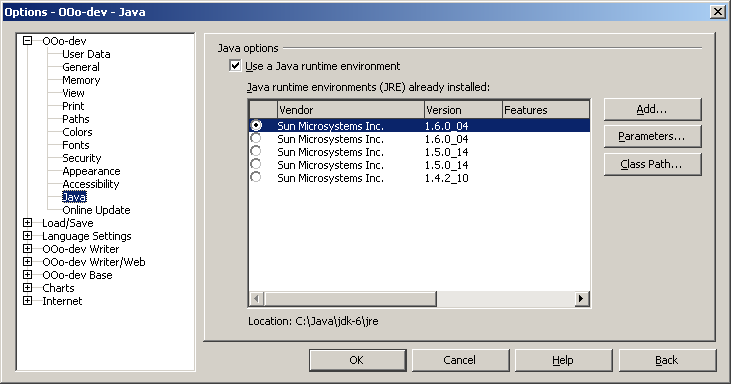 Options - OOo-dev - Java
OOo-dev
User Data
General
Memory
View
Print
Paths
Colors
Fonts
Security
Appearance
Accessibility
Java
Online Update
Load/Save
Language Settings
OOo-dev Writer
OOo-dev Writer/Web
OOo-dev Base
Charts
Internet
Java options
Use a Java runtime environment
Java runtime environments (JRE) already installed:
Vendor Version Features
Sun Microsystems Inc. 1.6.0_04
Sun Microsystems Inc. 1.6.0_04
Sun Microsystems Inc. 1.5.0_14
Sun Microsystems Inc. 1.5.0_14
Sun Microsystems Inc. 1.4.2_10
Add...
Parameters...
Class Path...
Location: C:\Java\jdk-6\jre
OK Cancel Help Back